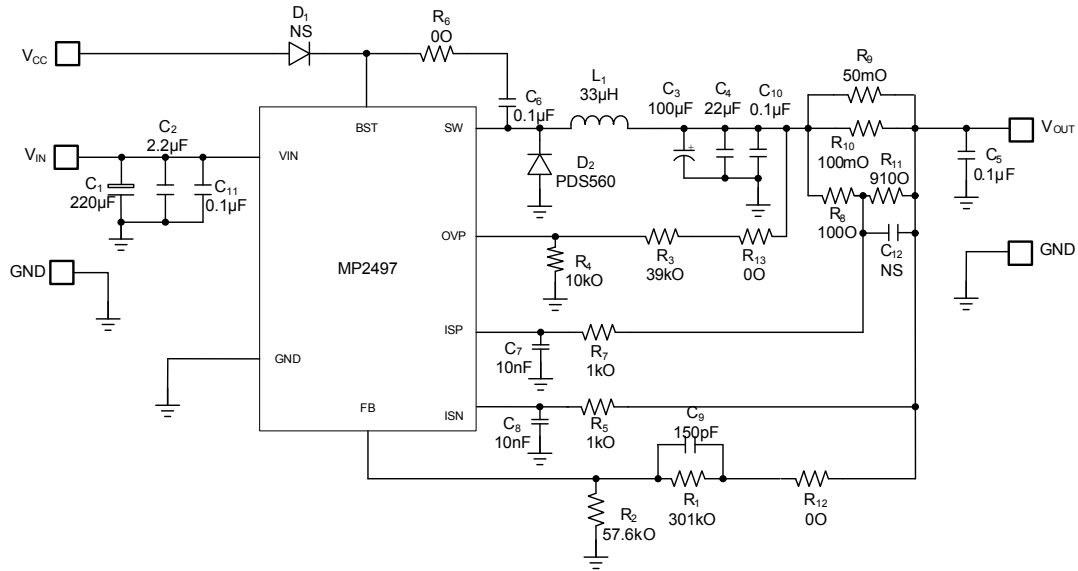 D1
NS
R6
0O
VCC
R9
50mO
L1
33µH
C3
100µF
C4
22µF
C10
0.1µF
C6
0.1µF
BST
SW
VOUT
C2
2.2µF
R10
100mO
R11
910O
C5
0.1µF
VIN
VIN
D2
PDS560
C1
220µF
C11
0.1µF
R8
100O
C12
NS
OVP
MP2497
R4
10kO
R3
39kO
R13
0O
GND
GND
ISP
C7
10nF
R7
1kO
GND
FB
ISN
C8
10nF
R5
1kO
C9
150pF
R2
57.6kO
R1
301kO
R12
0O